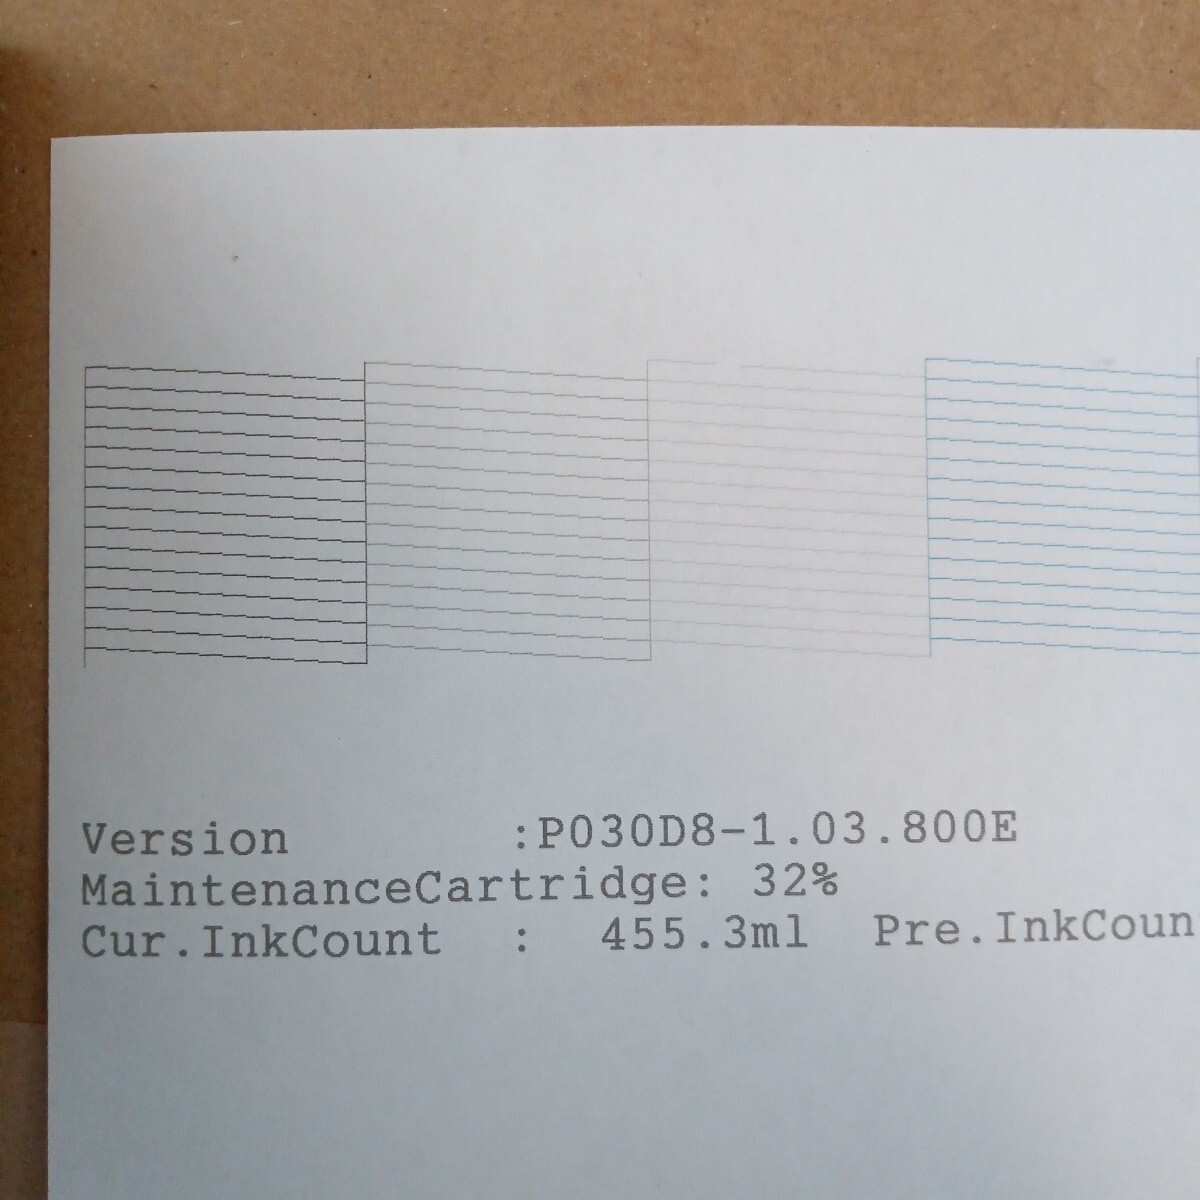 Version :P030D8-1.03.800E
MaintenanceCartridge: 32%
Cur.InkCount : 455.3ml Pre.InkCoun